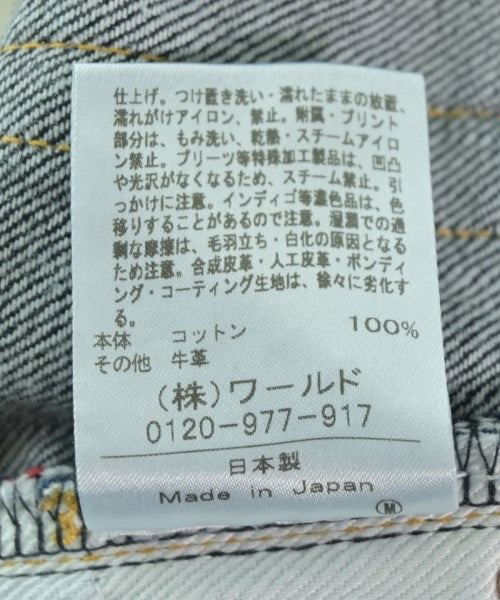 仕上げ。つけ置き洗い・濡れたままの放置、
濡れがけアイロン、禁止。附属・プリント
部分は、もみ洗い、乾熱・スチームアイロ
ン禁止。プリーツ等特殊加工製品は、凹凸
や光沢がなくなるため、スチーム禁止。引
っかけに注意。インディゴ等濃色品は、色
移りすることがあるので注意。湿潤での過
剰な摩擦は、毛羽立ち・白化の原因となる
ため注意。合成皮革・人工皮革・ボンディ
ング・コーティング生地は、徐々に劣化す
る。
本体 コットン 100%
その他 牛革
(株)ワールド
0120-977-917
日本製
Made in Japan
M